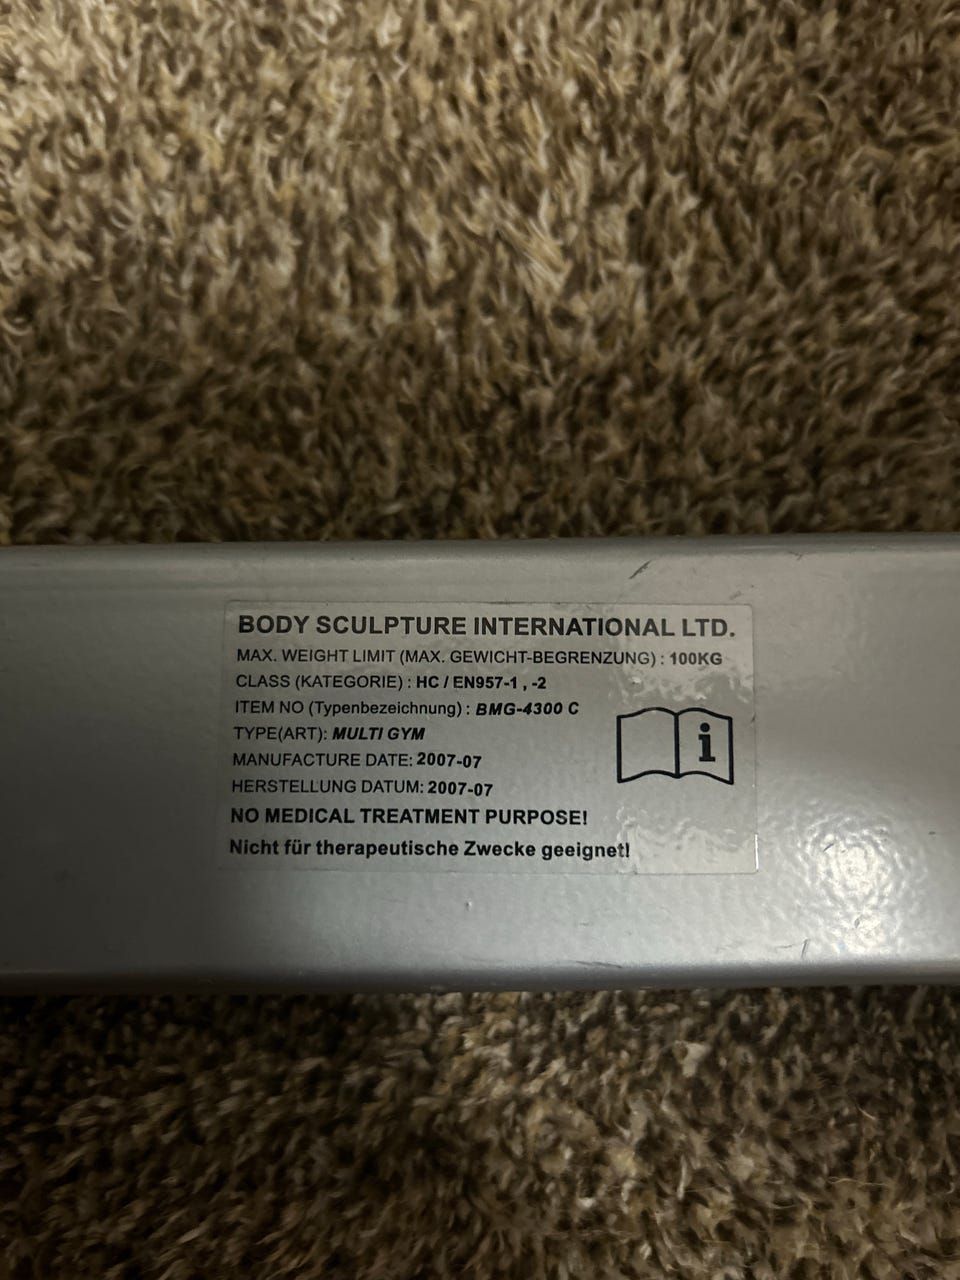 BODY SCULPTURE INTERNATIONAL LTD.
MAX. WEIGHT LIMIT (MAX. GEWICHT-BEGRENZUNG) : 100KG
CLASS (KATEGORIE) : HC / EN957-1 , -2
ITEM NO (Typenbezeichnung) : BMG-4300 C
TYPE(ART): MULTI GYM
MANUFACTURE DATE: 2007-07
HERSTELLUNG DATUM: 2007-07
NO MEDICAL TREATMENT PURPOSE!
Nicht für therapeutische Zwecke geeignet!
i